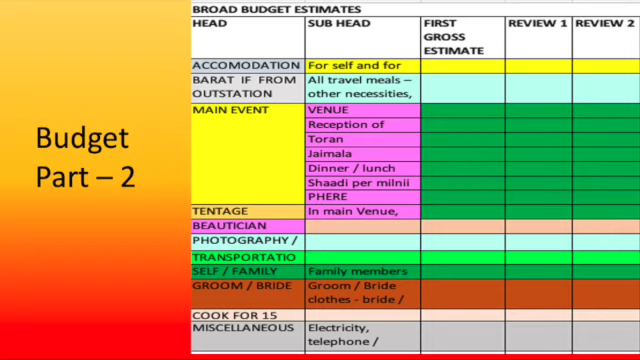 Budget
Part – 2
BROAD BUDGET ESTIMATES
HEAD SUB HEAD FIRST GROSS ESTIMATE REVIEW 1 REVIEW 2
ACCOMODATION For self and for
BARAT IF FROM OUTSTATION All travel meals – other necessities,
MAIN EVENT VENUE
Reception of
Toran
Jaimala
Dinner / lunch
Shaadi per milnii
PHERE
TENTAGE In main Venue,
BEAUTICIAN
PHOTOGRAPHY /
TRANSPORTATIO
SELF / FAMILY Family members
GROOM / BRIDE Groom / Bride clothes - bride /
COOK FOR 15
MISCELLANEOUS Electricity, telephone /